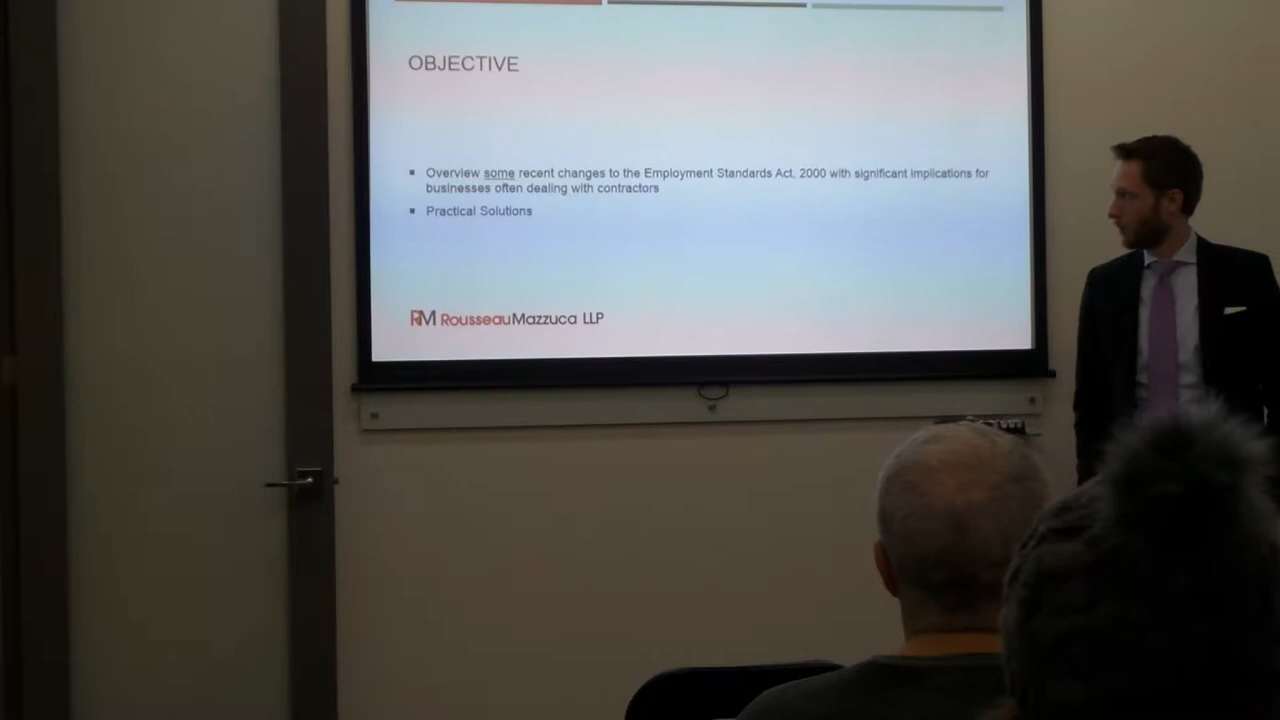 OBJECTIVE
▪ Overview some recent changes to the Employment Standards Act, 2000 with significant implications for
businesses often dealing with contractors
▪ Practical Solutions
RM RousseauMazzuca LLP